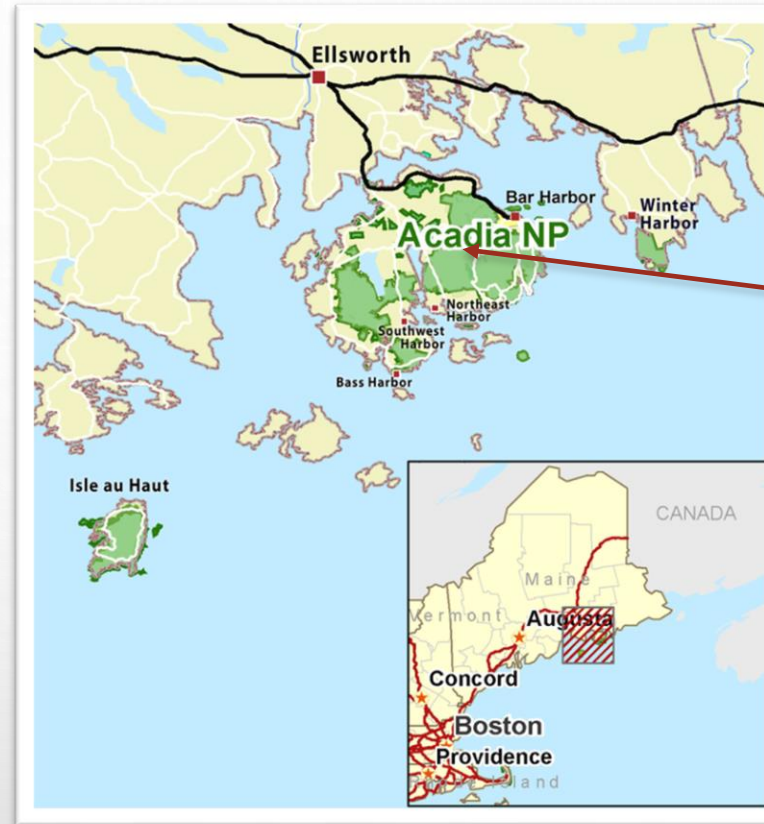 Ellsworth
Bar Harbor
Winter
Harbor
Acadia NP
Northeast
Harbor
Southwest
Harbor
Bass Harbor
Isle au Haut
CANADA
Maine
Vermont
Augusta
Concord
Boston
Providence
Island